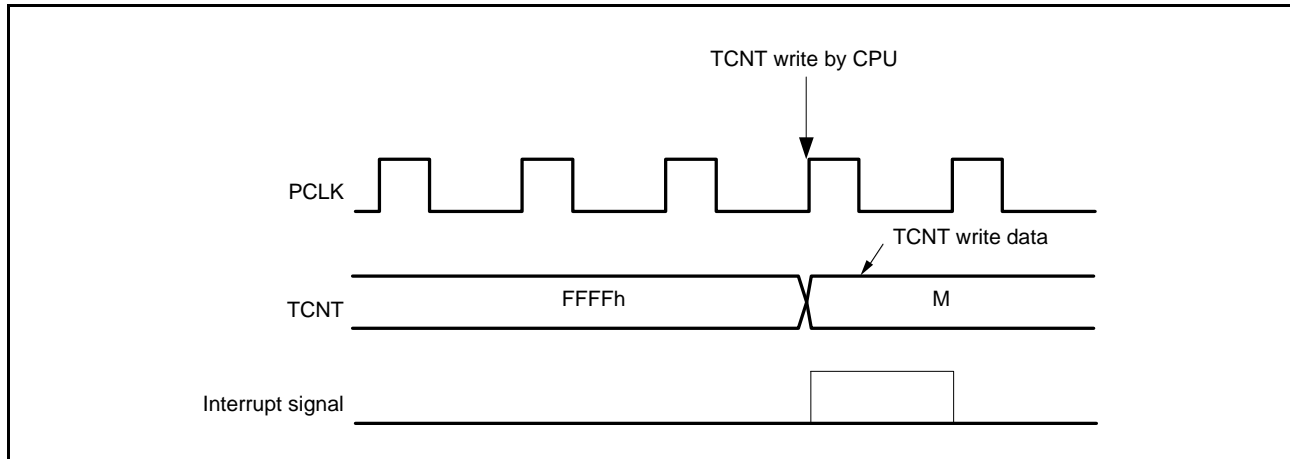 TCNT write by CPU
PCLK
TCNT write data
TCNT
FFFFh
M
Interrupt signal